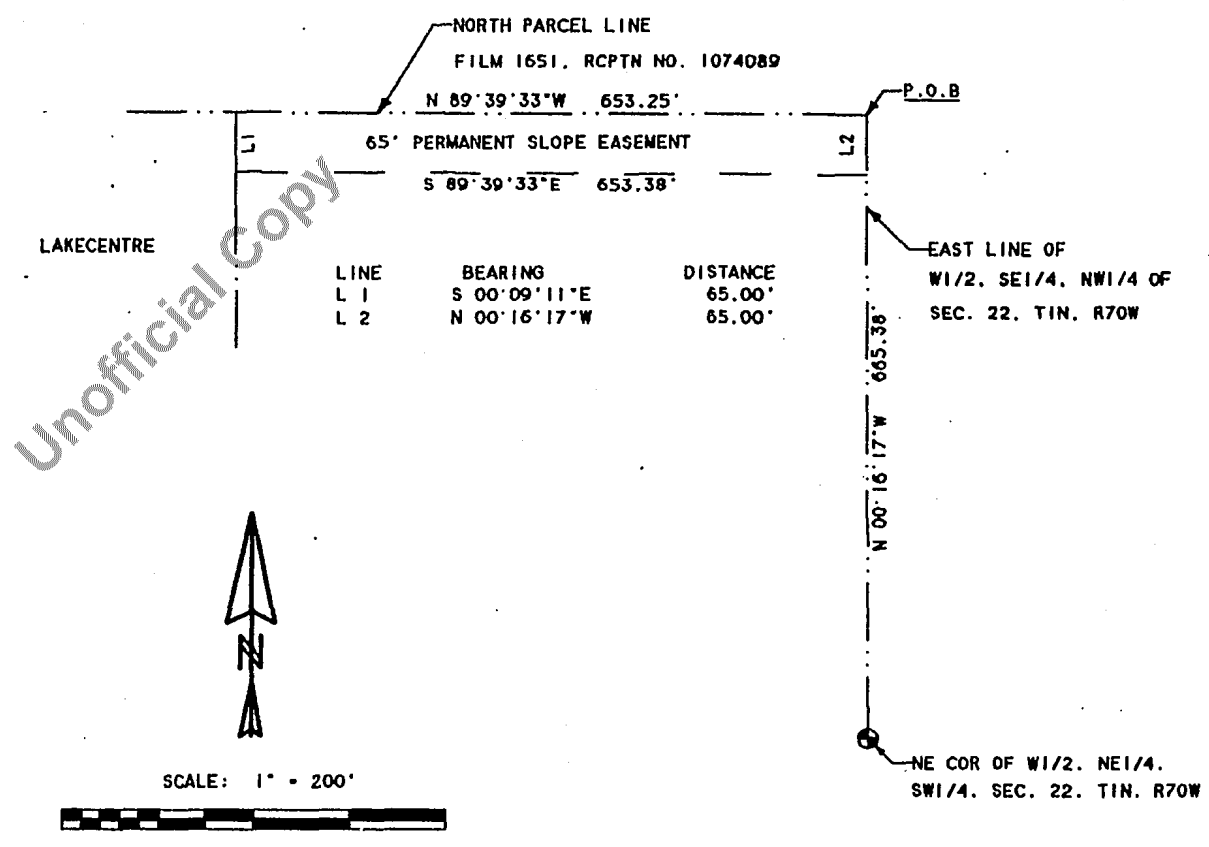 NORTH PARCEL LINE
FILM 1651, RCPTN NO. 1074089
N 89°39'33"W 653.25'
P.O.B
L1
65' PERMANENT SLOPE EASEMENT
L2
S 89°39'33"E 653.38'
LAKECENTRE
EAST LINE OF
W1/2, SE1/4, NW1/4 OF
SEC. 22, T1N, R70W
LINE BEARING DISTANCE
L 1 S 00°09'11"E 65.00'
L 2 N 00°16'17"W 65.00'
N 00°16'17"W 665.38'
Unofficial Copy
N
SCALE: 1" = 200'
NE COR OF W1/2, NE1/4,
SW1/4, SEC. 22, T1N, R70W